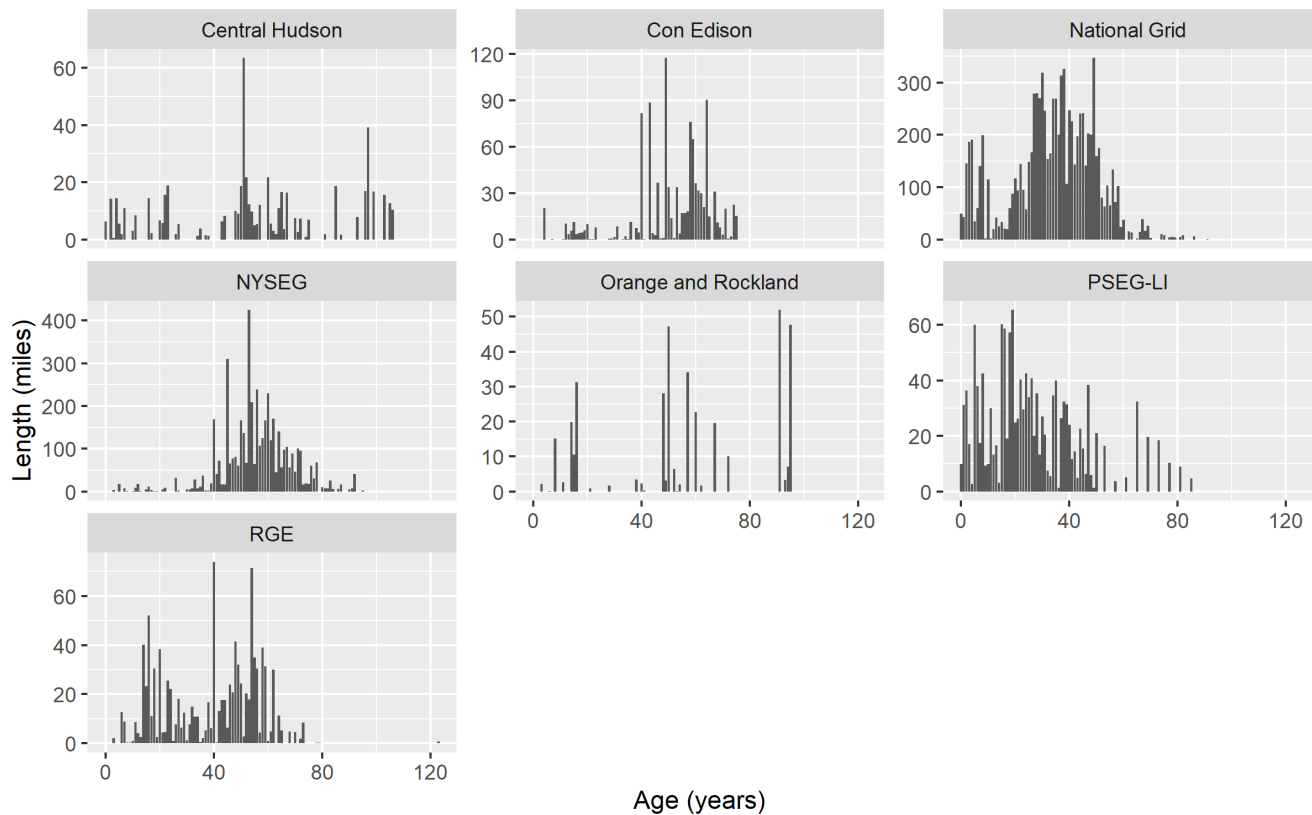 Central Hudson
Con Edison
National Grid
60
40
20
0
120
90
60
30
0
300
200
100
0
NYSEG
Orange and Rockland
PSEG-LI
Length (miles)
400
300
200
100
0
50
40
30
20
10
0
60
40
20
0
0 40 80 120
0 40 80 120
RGE
60
40
20
0
0 40 80 120
Age (years)